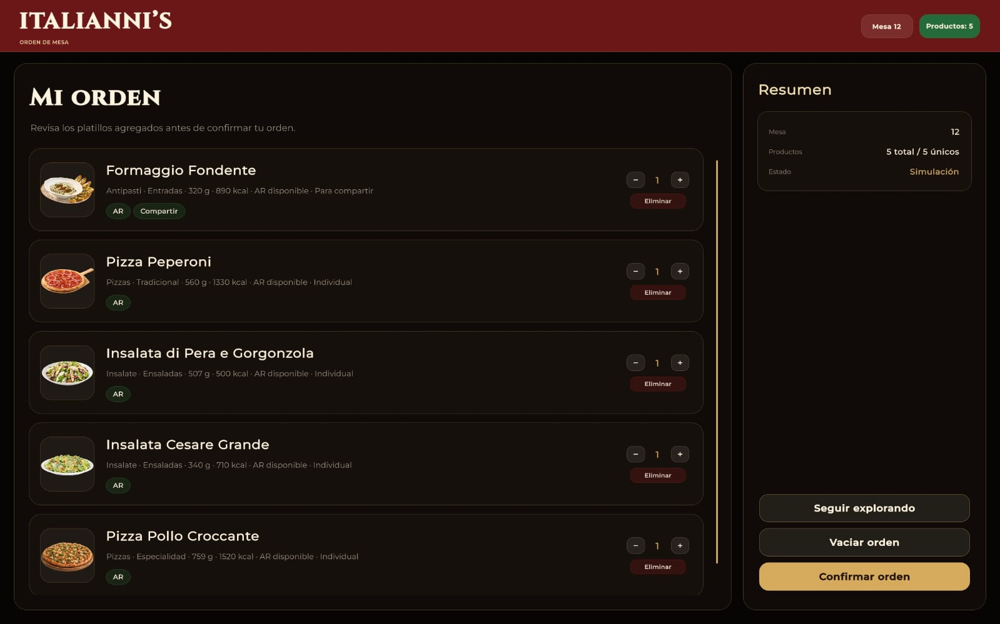 ITALIANNI’S
ORDEN DE MESA
Mesa 12
Productos: 5
Mi orden
Revisa los platillos agregados antes de confirmar tu orden.
Formaggio Fondente
Antipasti · Entradas · 320 g · 890 kcal · AR disponible · Para compartir
AR
Compartir
− 1 +
Eliminar
Pizza Peperoni
Pizzas · Tradicional · 560 g · 1330 kcal · AR disponible · Individual
AR
− 1 +
Eliminar
Insalata di Pera e Gorgonzola
Insalate · Ensaladas · 507 g · 500 kcal · AR disponible · Individual
AR
− 1 +
Eliminar
Insalata Cesare Grande
Insalate · Ensaladas · 340 g · 710 kcal · AR disponible · Individual
AR
− 1 +
Eliminar
Pizza Pollo Croccante
Pizzas · Especialidad · 759 g · 1520 kcal · AR disponible · Individual
AR
− 1 +
Eliminar
Resumen
Mesa 12
Productos 5 total / 5 únicos
Estado Simulación
Seguir explorando
Vaciar orden
Confirmar orden